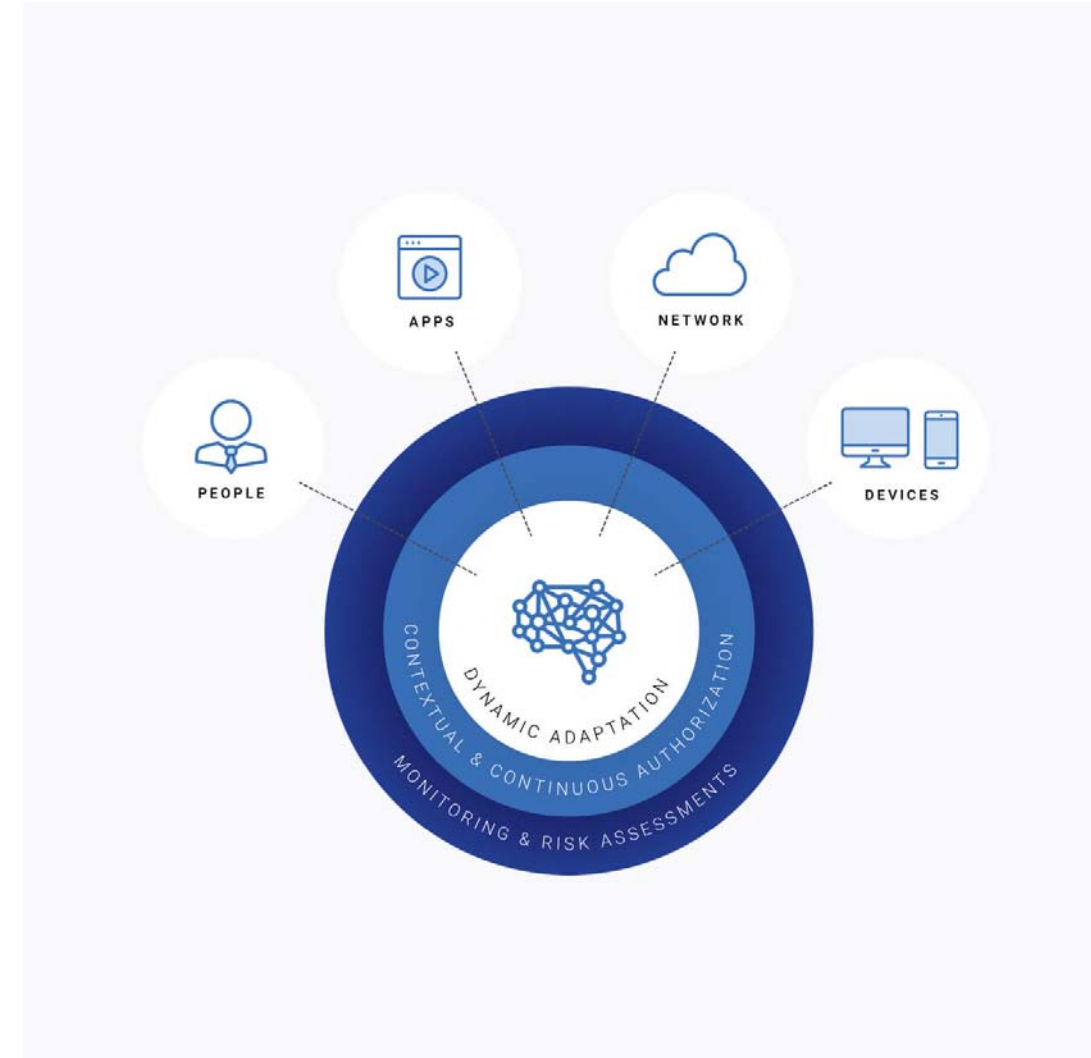 APPS
NETWORK
PEOPLE
DEVICES
DYNAMIC ADAPTATION
CONTEXTUAL & CONTINUOUS AUTHORIZATION
MONITORING & RISK ASSESSMENTS